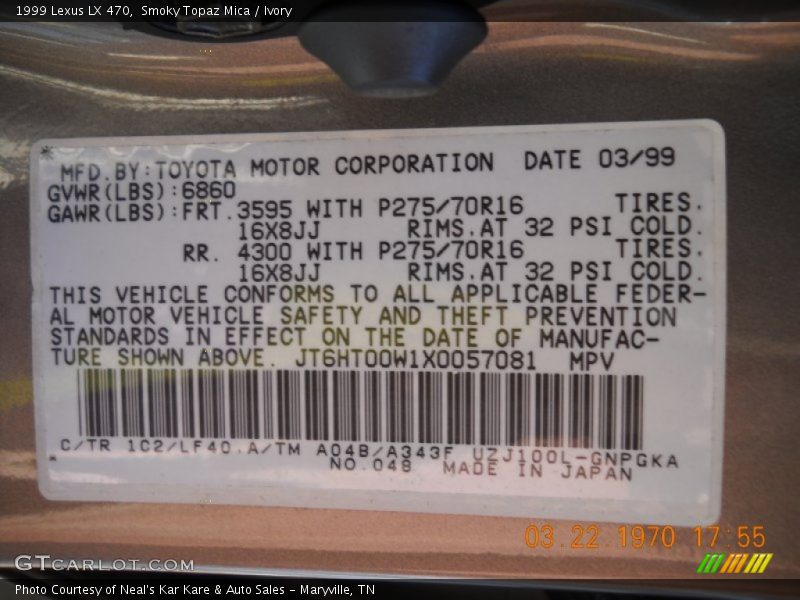 1999 Lexus LX 470, Smoky Topaz Mica / Ivory
MFD.BY:TOYOTA MOTOR CORPORATION DATE 03/99
GVWR(LBS):6860
GAWR(LBS):FRT.3595 WITH P275/70R16 TIRES.
16X8JJ RIMS.AT 32 PSI COLD.
RR. 4300 WITH P275/70R16 TIRES.
16X8JJ RIMS.AT 32 PSI COLD.
THIS VEHICLE CONFORMS TO ALL APPLICABLE FEDER-
AL MOTOR VEHICLE SAFETY AND THEFT PREVENTION
STANDARDS IN EFFECT ON THE DATE OF MANUFAC-
TURE SHOWN ABOVE. JT6HT00W1X0057081 MPV
C/TR 1C2/LF40.A/TM A04B/A343F UZJ100L-GNPGKA
NO.048 MADE IN JAPAN
03.22.1970 17:55
GTcarlot.com
Photo Courtesy of Neal's Kar Kare & Auto Sales - Maryville, TN